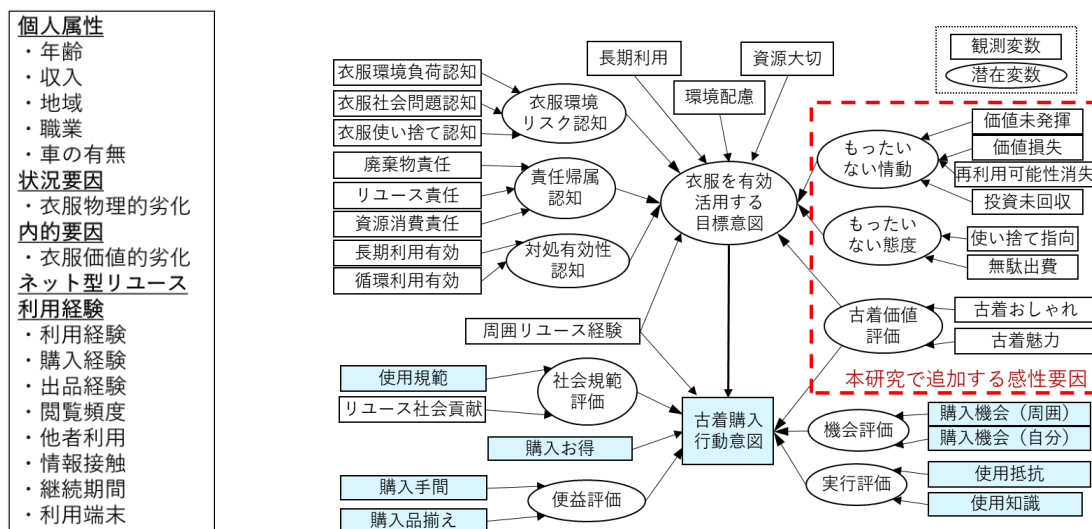 個人属性
・年齢
・収入
・地域
・職業
・車の有無
状況要因
・衣服物理的劣化
内的要因
・衣服価値的劣化
ネット型リユース
利用経験
・利用経験
・購入経験
・出品経験
・閲覧頻度
・他者利用
・情報接触
・継続期間
・利用端末
観測変数
潜在変数
長期利用
環境配慮
資源大切
衣服環境負荷認知
衣服社会問題認知
衣服使い捨て認知
衣服環境
リスク認知
廃棄物責任
リユース責任
資源消費責任
責任帰属
認知
長期利用有効
循環利用有効
対処有効性
認知
衣服を有効
活用する
目標意図
もったい
ない情動
価値未発揮
価値損失
再利用可能性消失
投資未回収
もったい
ない態度
使い捨て指向
無駄出費
古着価値
評価
古着おしゃれ
古着魅力
本研究で追加する感性要因
周囲リユース経験
使用規範
リユース社会貢献
社会規範
評価
購入お得
購入手間
購入品揃え
便益評価
古着購入
行動意図
機会評価
購入機会（周囲）
購入機会（自分）
実行評価
使用抵抗
使用知識